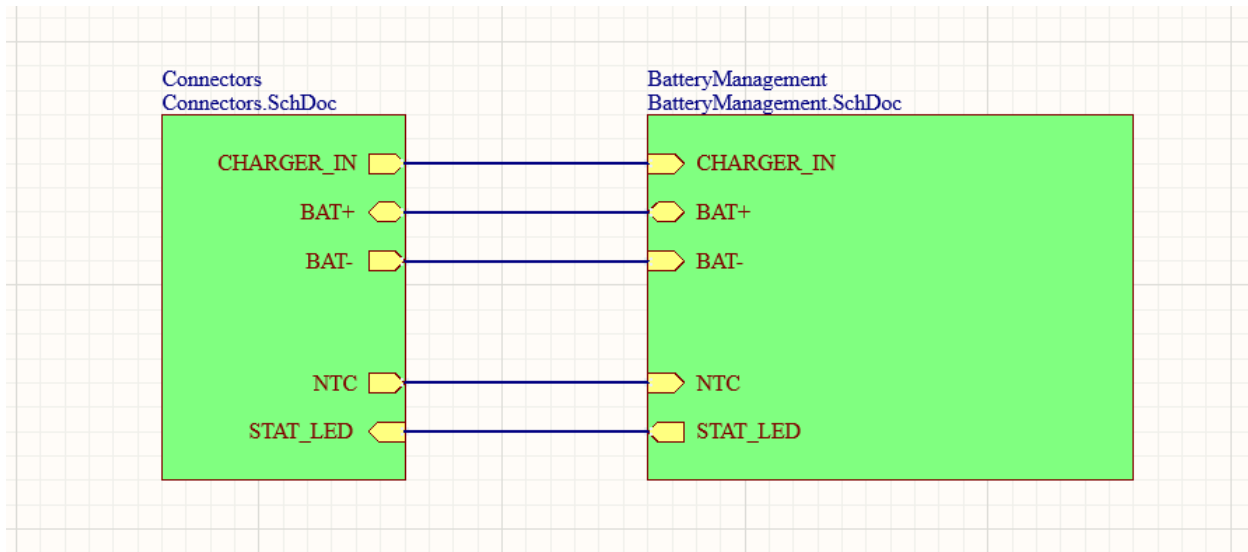 Connectors
Connectors.SchDoc
CHARGER_IN
BAT+
BAT-
NTC
STAT_LED
BatteryManagement
BatteryManagement.SchDoc
CHARGER_IN
BAT+
BAT-
NTC
STAT_LED